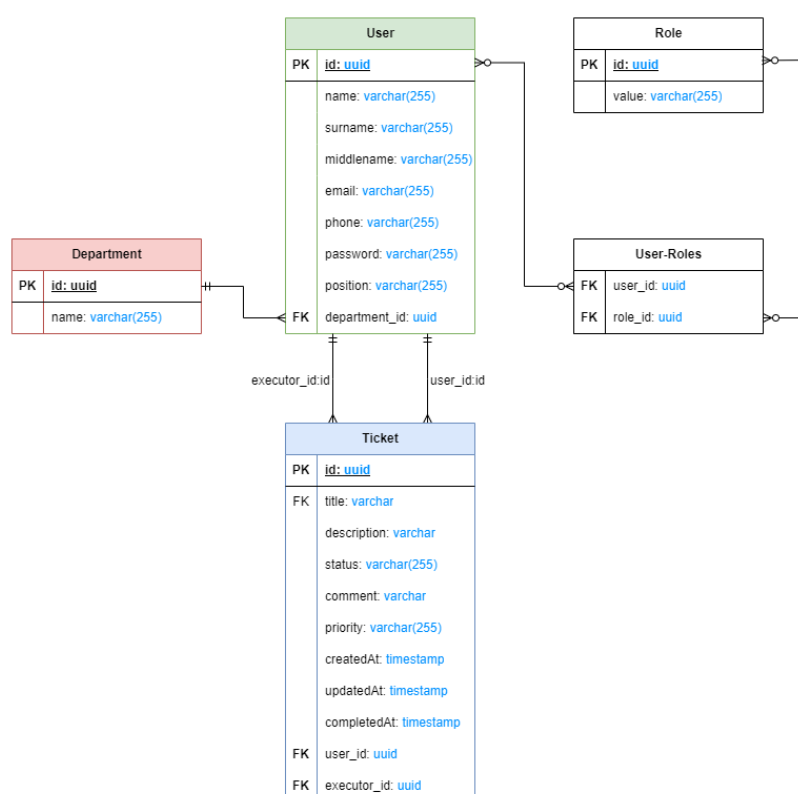 User
PK id: uuid
name: varchar(255)
surname: varchar(255)
middlename: varchar(255)
email: varchar(255)
phone: varchar(255)
password: varchar(255)
position: varchar(255)
FK department_id: uuid
Role
PK id: uuid
value: varchar(255)
Department
PK id: uuid
name: varchar(255)
User-Roles
FK user_id: uuid
FK role_id: uuid
executor_id:id
user_id:id
Ticket
PK id: uuid
FK title: varchar
description: varchar
status: varchar(255)
comment: varchar
priority: varchar(255)
createdAt: timestamp
updatedAt: timestamp
completedAt: timestamp
FK user_id: uuid
FK executor_id: uuid